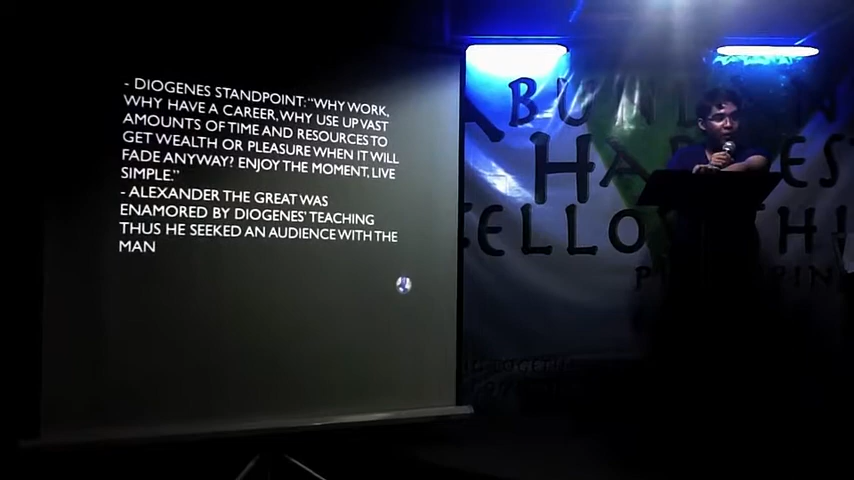 - DIOGENES STANDPOINT: "WHY WORK,
WHY HAVE A CAREER, WHY USE UP VAST
AMOUNTS OF TIME AND RESOURCES TO
GET WEALTH OR PLEASURE WHEN IT WILL
FADE ANYWAY? ENJOY THE MOMENT, LIVE
SIMPLE."
- ALEXANDER THE GREAT WAS
ENAMORED BY DIOGENES' TEACHING
THUS HE SEEKED AN AUDIENCE WITH THE
MAN
FELLOWSHIP